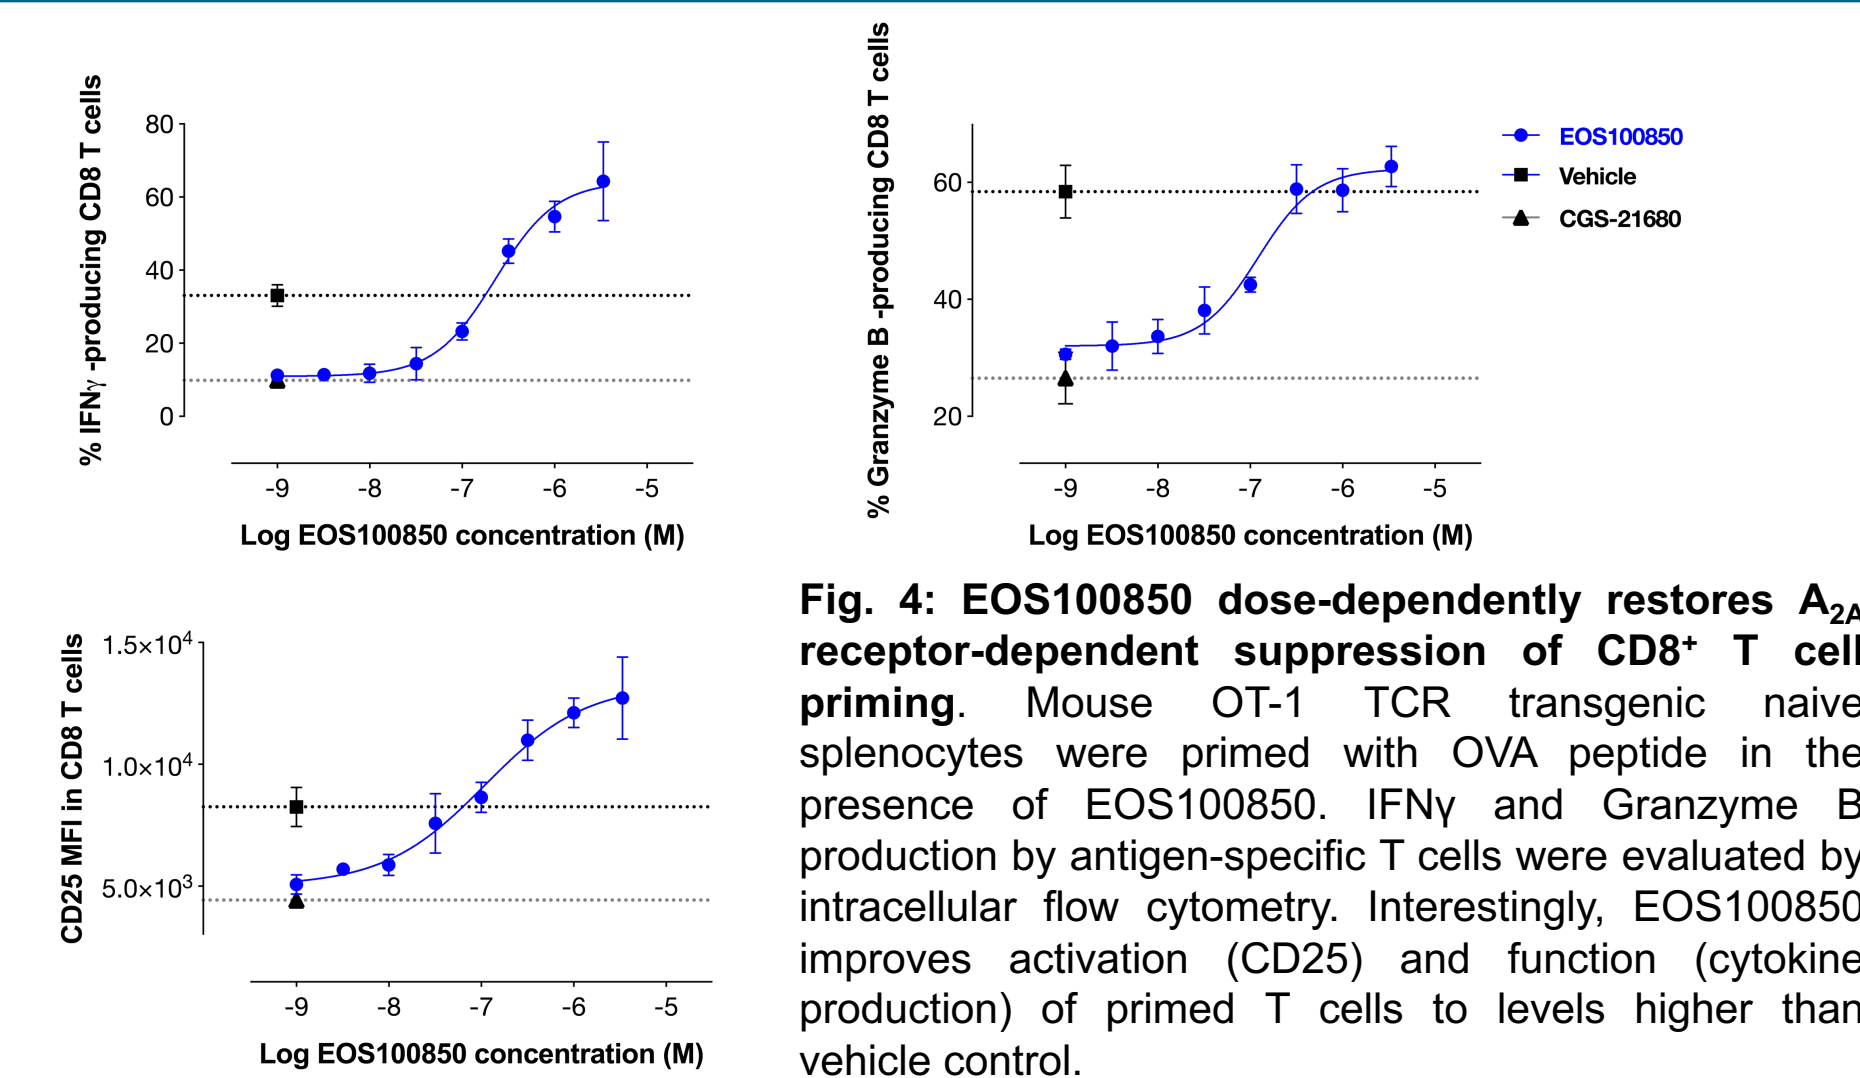 % IFNγ -producing CD8 T cells
80
60
40
20
0
-9 -8 -7 -6 -5
Log EOS100850 concentration (M)
% Granzyme B -producing CD8 T cells
60
40
20
-9 -8 -7 -6 -5
Log EOS100850 concentration (M)
EOS100850
Vehicle
CGS-21680
CD25 MFI in CD8 T cells
1.5×10⁴
1.0×10⁴
5.0×10³
-9 -8 -7 -6 -5
Log EOS100850 concentration (M)
Fig. 4: EOS100850 dose-dependently restores A₂A
receptor-dependent suppression of CD8⁺ T cell
priming. Mouse OT-1 TCR transgenic naive
splenocytes were primed with OVA peptide in the
presence of EOS100850. IFNγ and Granzyme B
production by antigen-specific T cells were evaluated by
intracellular flow cytometry. Interestingly, EOS100850
improves activation (CD25) and function (cytokine
production) of primed T cells to levels higher than
vehicle control.